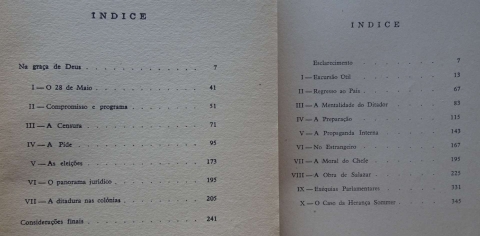 ÍNDICE
Na graça de Deus . . . . . . . . . . . . 7
I — O 28 de Maio . . . . . . . . . . . . 41
II — Compromisso e programa . . . . . . . . 51
III — A Censura . . . . . . . . . . . . 71
IV — A Pide . . . . . . . . . . . . 95
V — As eleições . . . . . . . . . . . . 173
VI — O panorama jurídico . . . . . . . . . 195
VII — A ditadura nas colónias . . . . . . . . 205
Considerações finais . . . . . . . . . . . 241
ÍNDICE
Esclarecimento . . . . . . . . . . 7
I — Excursão Útil . . . . . . . . . . 15
II — Regresso ao País . . . . . . . . . 67
III — A Mentalidade do Ditador . . . . . . 83
IV — A Preparação . . . . . . . . . . 115
V — A Propaganda Interna . . . . . . . 143
VI — No Estrangeiro . . . . . . . . . 167
VII — A Moral do Chefe . . . . . . . . 195
VIII — A Obra de Salazar . . . . . . . . 225
IX — Exéquias Parlamentares . . . . . . . 331
X — O Caso da Herança Sommer . . . . . . 345